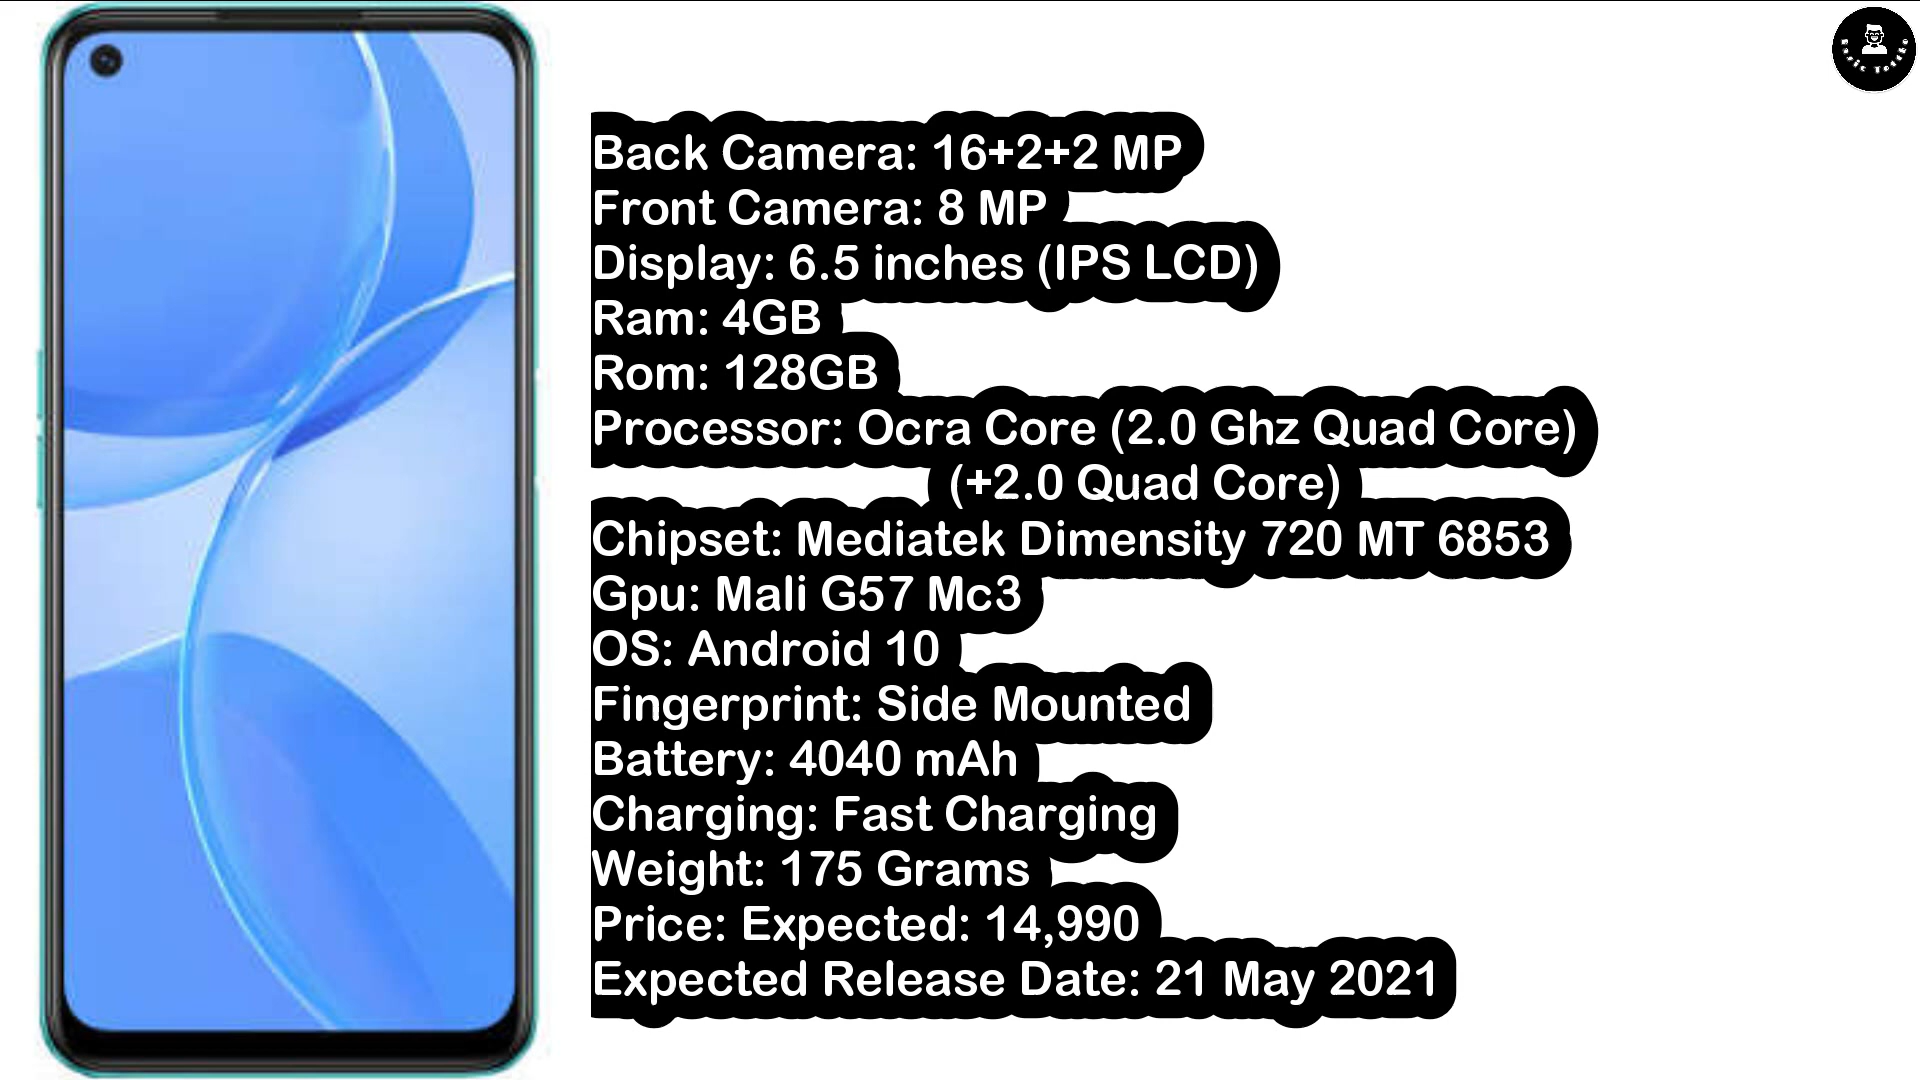 Back Camera: 16+2+2 MP
Front Camera: 8 MP
Display: 6.5 inches (IPS LCD)
Ram: 4GB
Rom: 128GB
Processor: Ocra Core (2.0 Ghz Quad Core)
(+2.0 Quad Core)
Chipset: Mediatek Dimensity 720 MT 6853
Gpu: Mali G57 Mc3
OS: Android 10
Fingerprint: Side Mounted
Battery: 4040 mAh
Charging: Fast Charging
Weight: 175 Grams
Price: Expected: 14,990
Expected Release Date: 21 May 2021